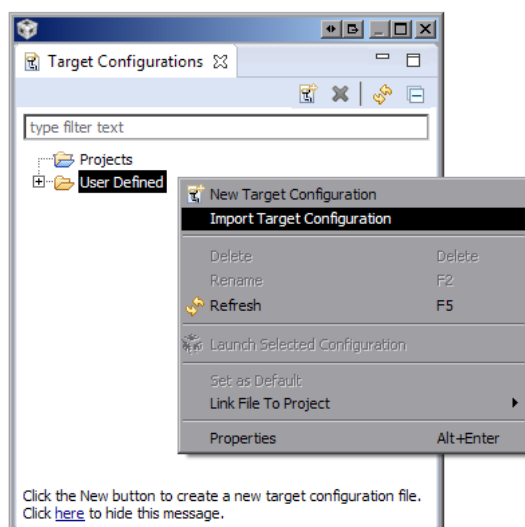 Target Configurations
type filter text
Projects
User Defined
New Target Configuration
Import Target Configuration
Delete Delete
Rename F2
Refresh F5
Launch Selected Configuration
Set as Default
Link File To Project
Properties Alt+Enter
Click the New button to create a new target configuration file.
Click here to hide this message.